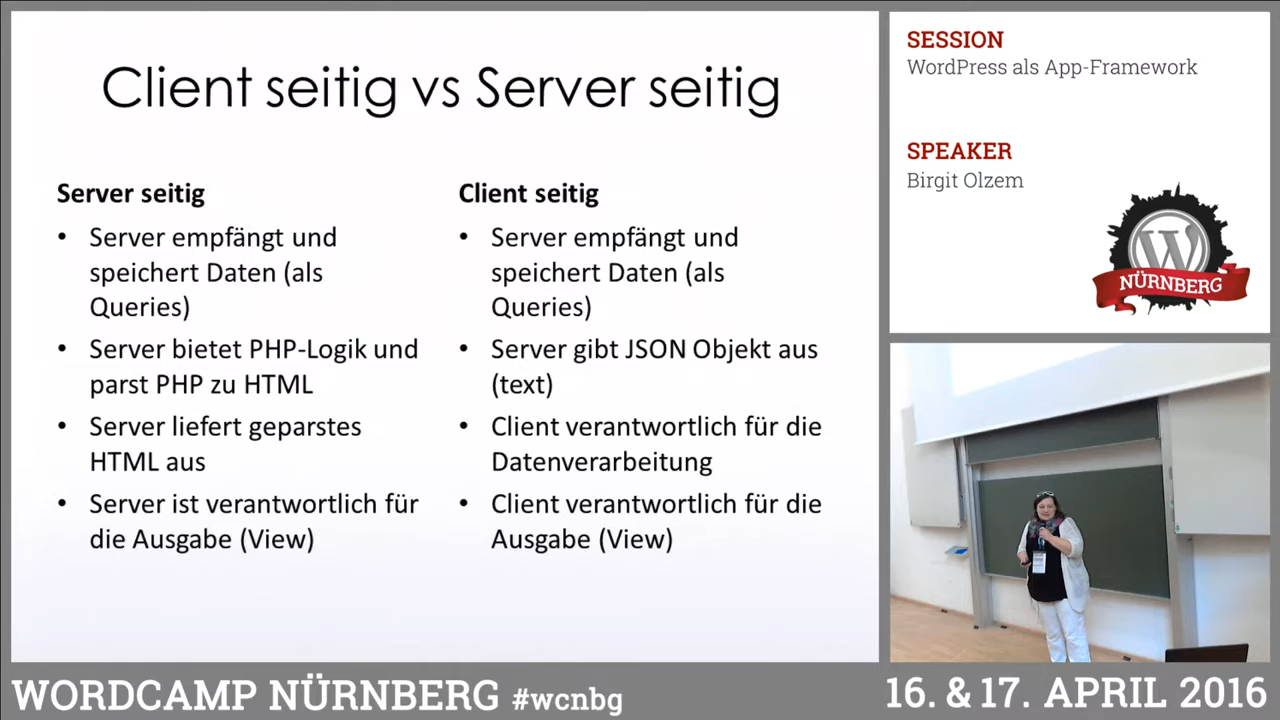 Client seitig vs Server seitig
Server seitig
• Server empfängt und
speichert Daten (als
Queries)
• Server bietet PHP-Logik und
parst PHP zu HTML
• Server liefert geparstes
HTML aus
• Server ist verantwortlich für
die Ausgabe (View)
Client seitig
• Server empfängt und
speichert Daten (als
Queries)
• Server gibt JSON Objekt aus
(text)
• Client verantwortlich für die
Datenverarbeitung
• Client verantwortlich für die
Ausgabe (View)
SESSION
WordPress als App-Framework
SPEAKER
Birgit Olzem
W
NÜRNBERG
WORDCAMP NÜRNBERG #wcnbg
16. & 17. APRIL 2016